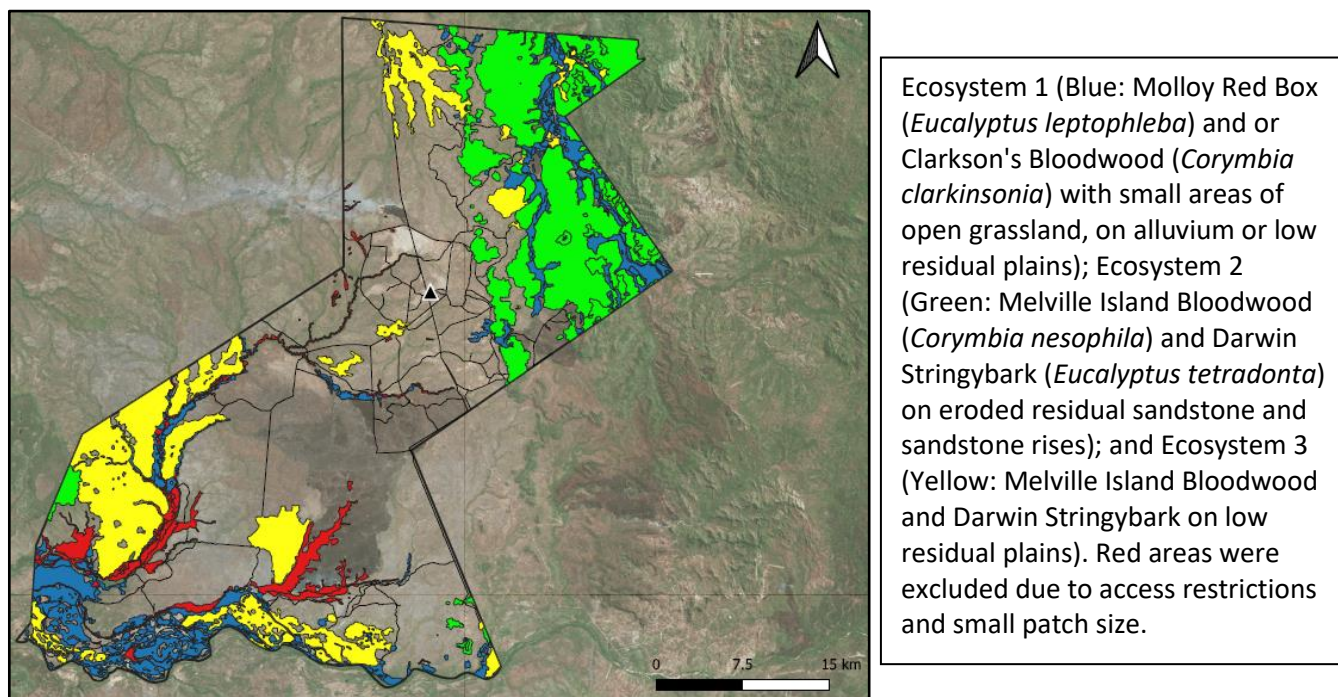 Ecosystem 1 (Blue: Molloy Red Box
(Eucalyptus leptophleba) and or
Clarkson's Bloodwood (Corymbia
clarkinsonia) with small areas of
open grassland, on alluvium or low
residual plains); Ecosystem 2
(Green: Melville Island Bloodwood
(Corymbia nesophila) and Darwin
Stringybark (Eucalyptus tetradonta)
on eroded residual sandstone and
sandstone rises); and Ecosystem 3
(Yellow: Melville Island Bloodwood
and Darwin Stringybark on low
residual plains). Red areas were
excluded due to access restrictions
and small patch size.
0 7.5 15 km